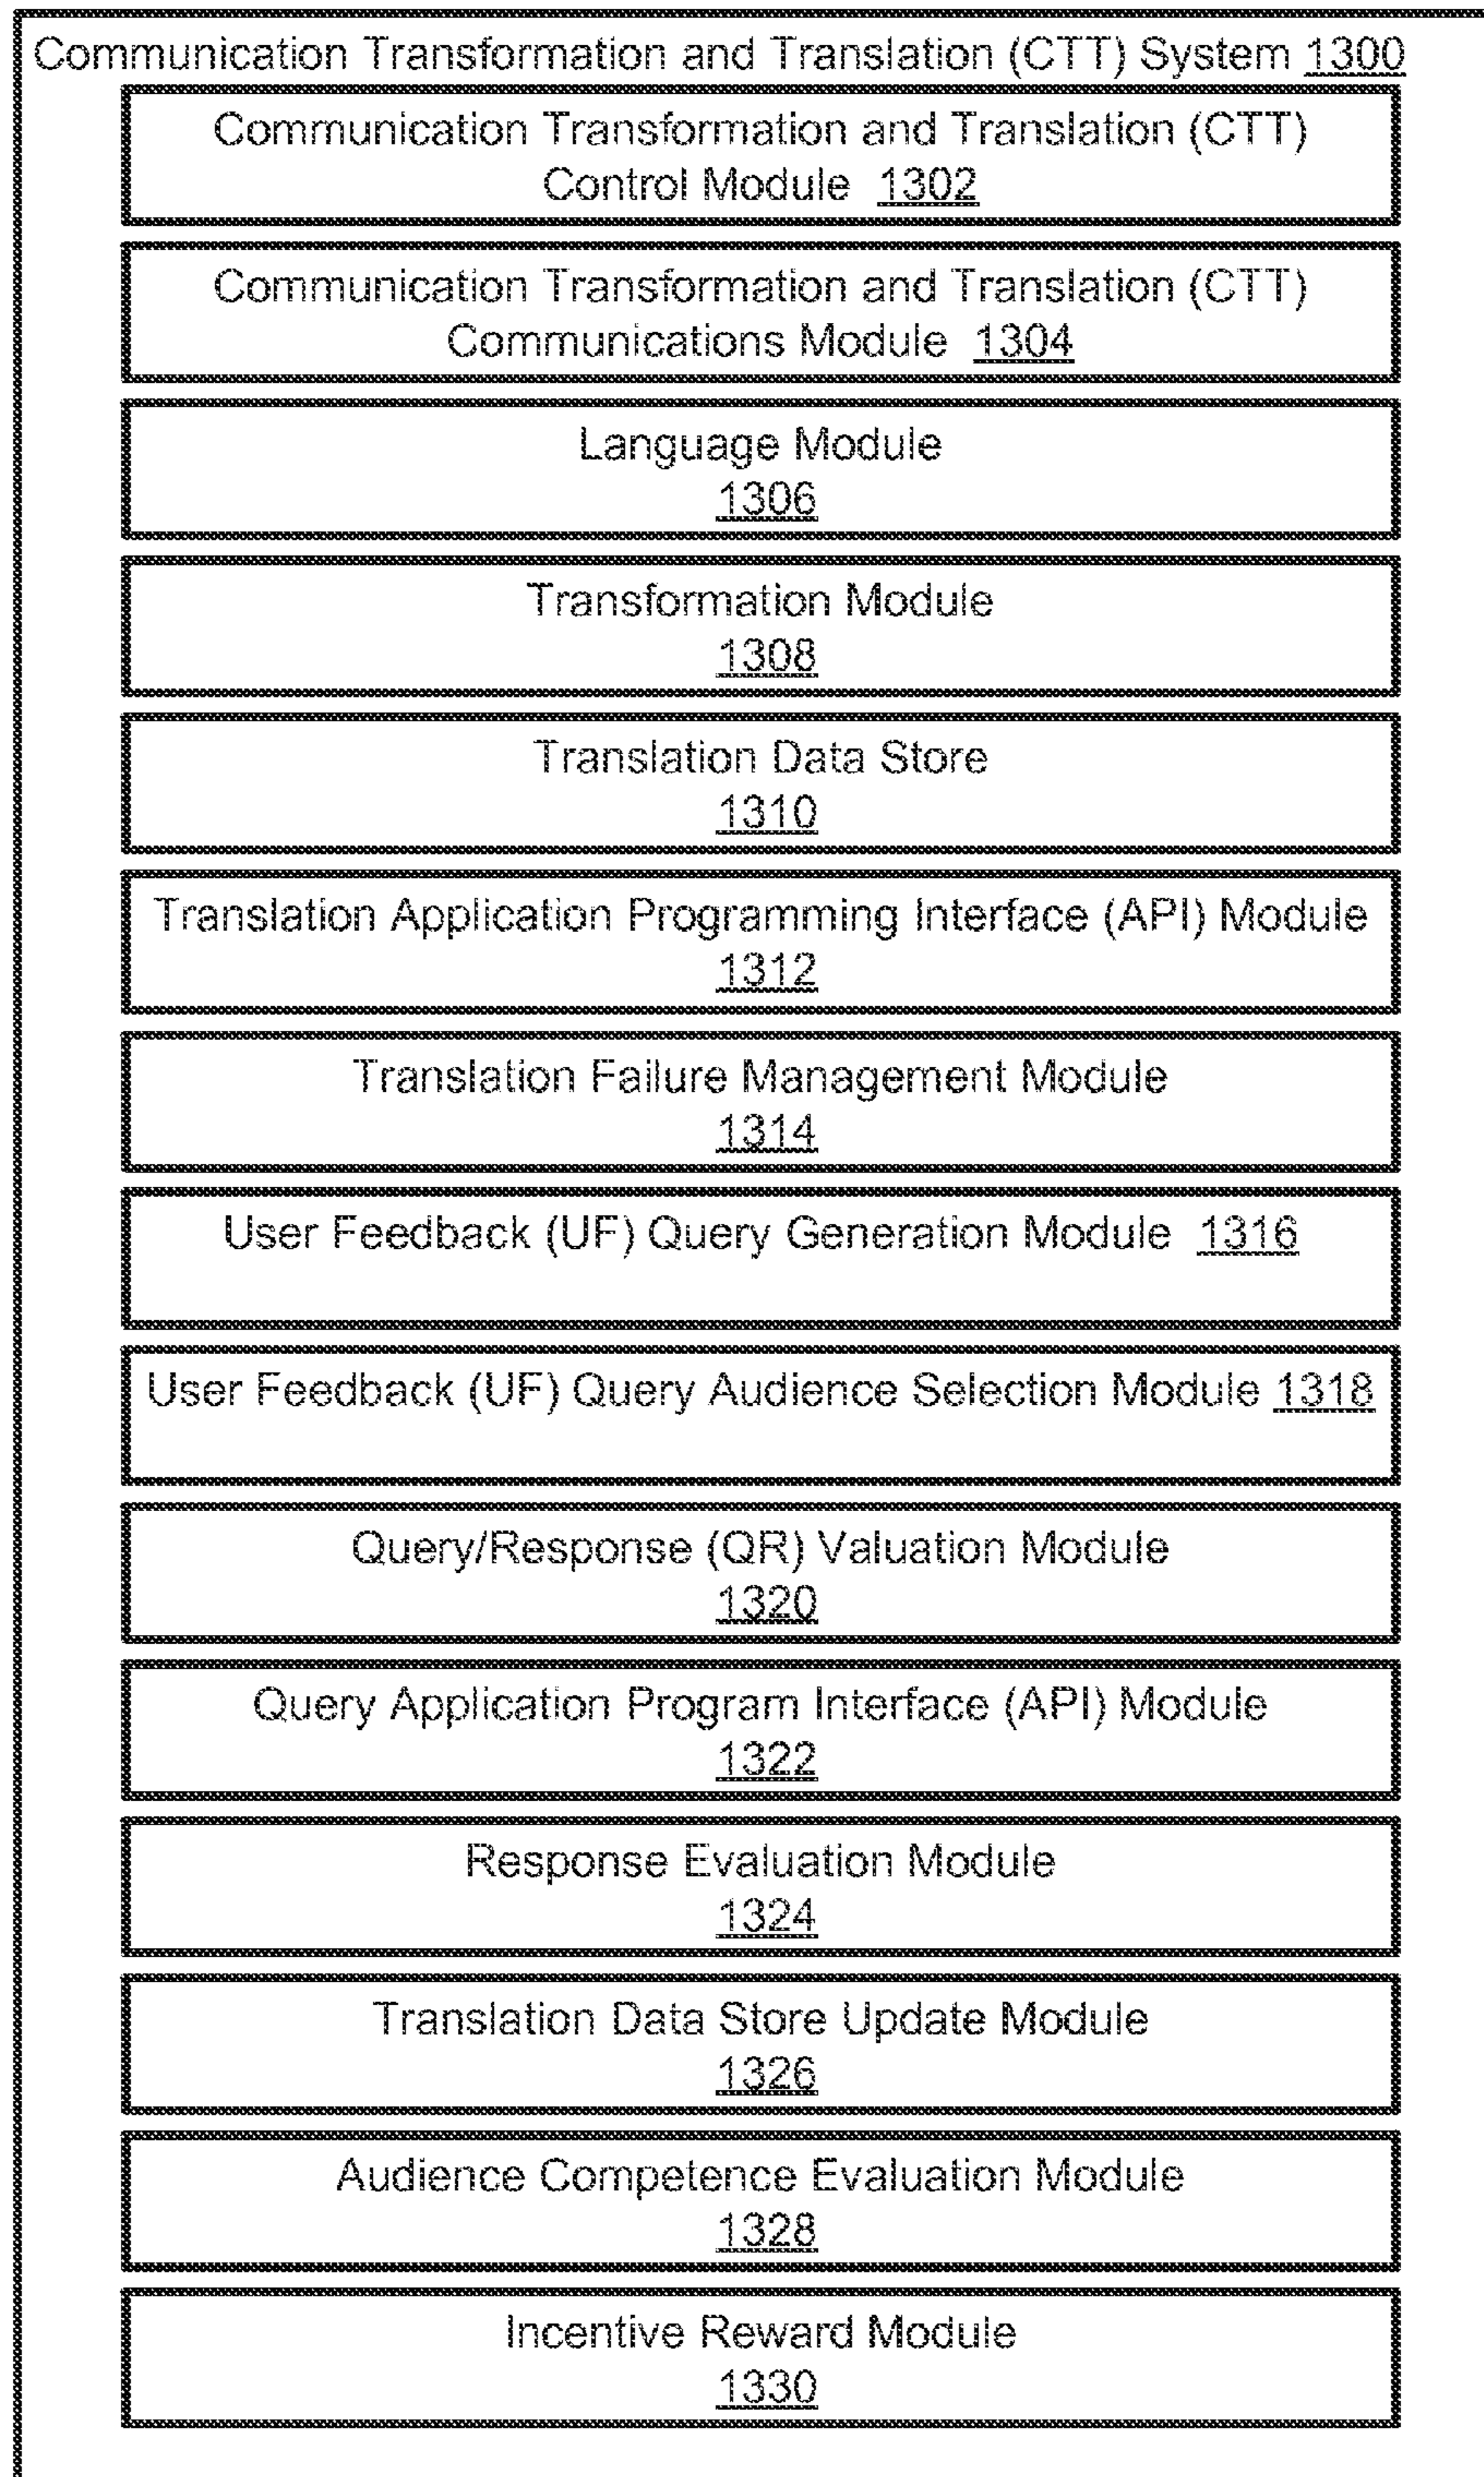 Communication Transformation and Translation (CTT) System 1300
Communication Transformation and Translation (CTT)
Control Module 1302
Communication Transformation and Translation (CTT)
Communications Module 1304
Language Module
1306
Transformation Module
1308
Translation Data Store
1310
Translation Application Programming Interface (API) Module
1312
Translation Failure Management Module
1314
User Feedback (UF) Query Generation Module 1316
User Feedback (UF) Query Audience Selection Module 1318
Query/Response (QR) Valuation Module
1320
Query Application Program Interface (API) Module
1322
Response Evaluation Module
1324
Translation Data Store Update Module
1326
Audience Competence Evaluation Module
1328
Incentive Reward Module
1330